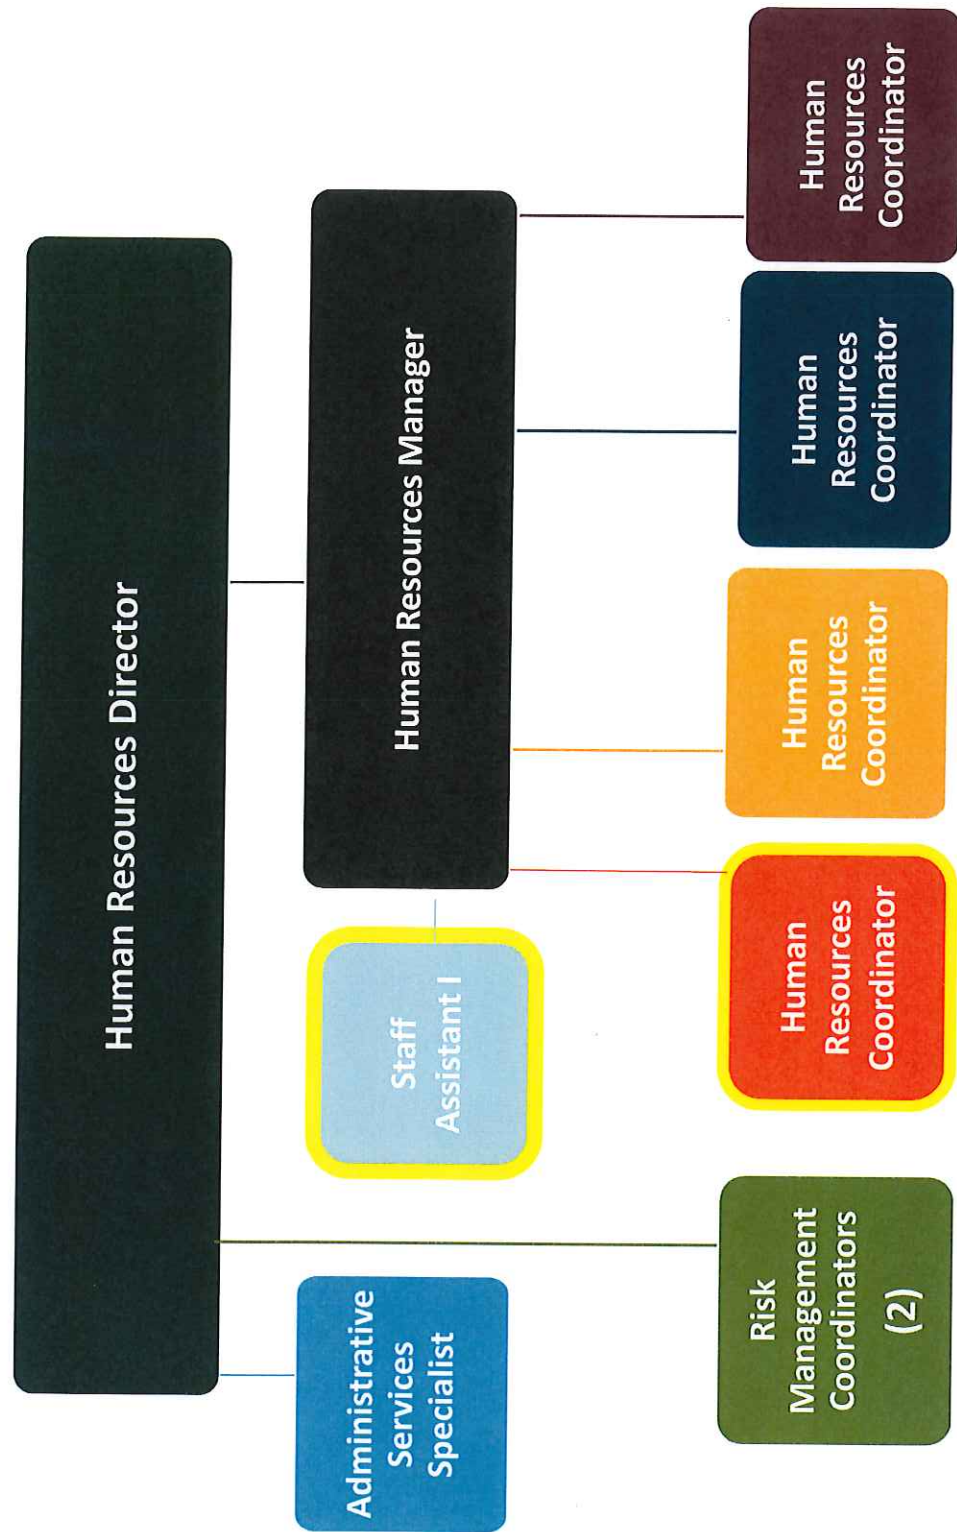 Human Resources Director
Administrative
Services
Specialist
Staff
Assistant I
Human Resources Manager
Risk
Management
Coordinators
(2)
Human
Resources
Coordinator
Human
Resources
Coordinator
Human
Resources
Coordinator
Human
Resources
Coordinator